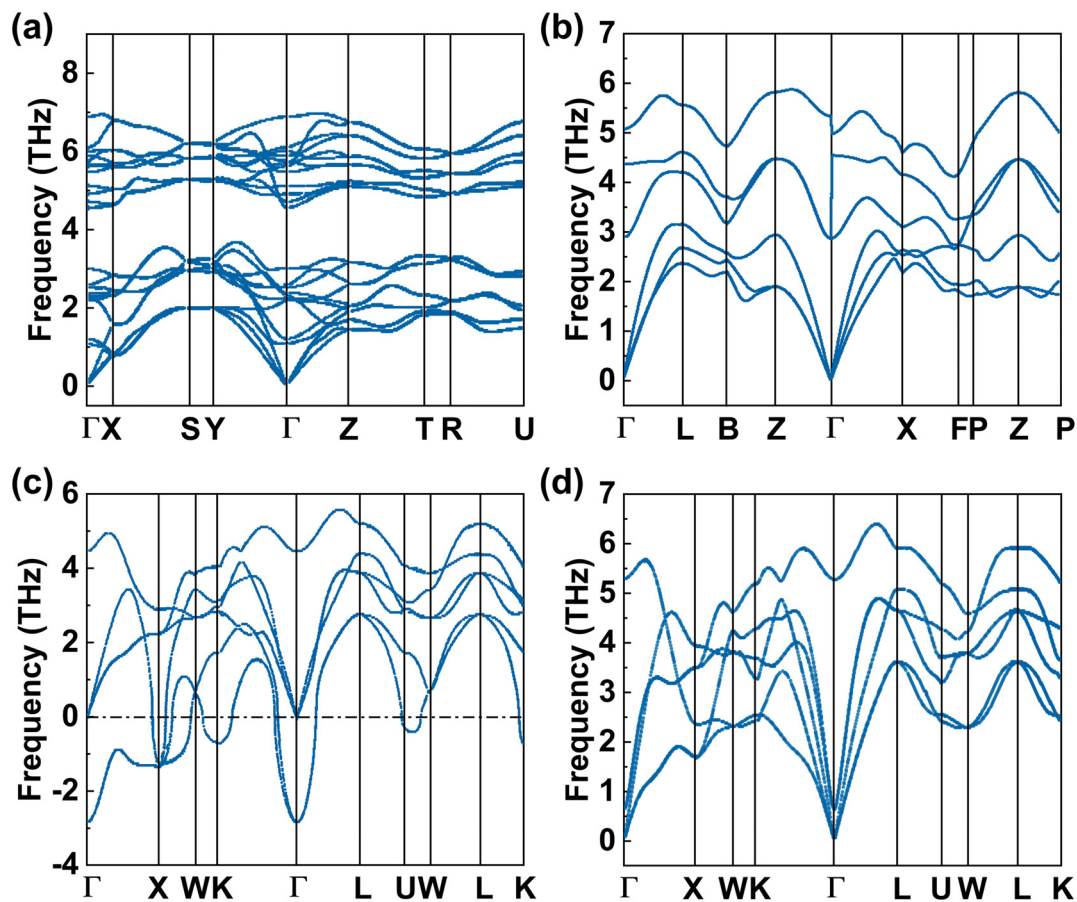 (a)
Frequency (THz)
8
6
4
2
0
Γ X S Y Γ Z T R U
(b)
Frequency (THz)
7
6
5
4
3
2
1
0
Γ L B Z Γ X F P Z P
(c)
Frequency (THz)
6
4
2
0
-2
-4
Γ X W K Γ L U W L K
(d)
Frequency (THz)
7
6
5
4
3
2
1
0
Γ X W K Γ L U W L K